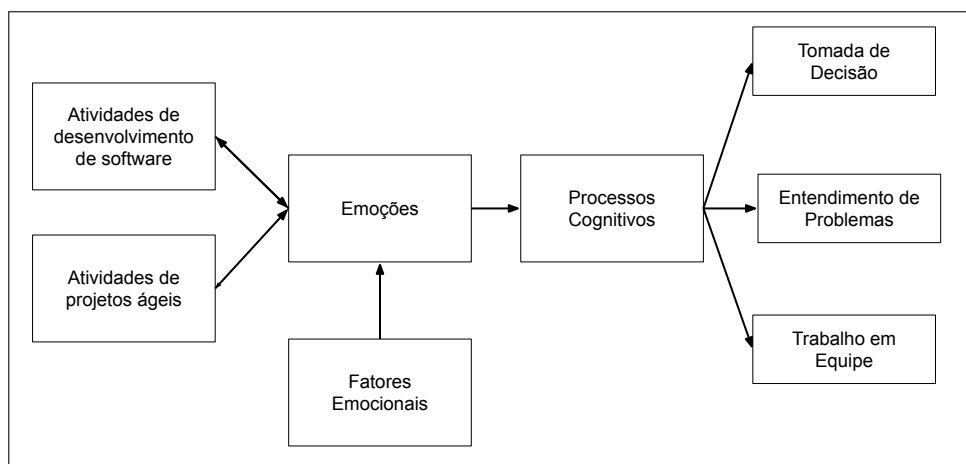 Atividades de
desenvolvimento
de software
Atividades de
projetos ágeis
Emoções
Fatores
Emocionais
Processos
Cognitivos
Tomada de
Decisão
Entendimento de
Problemas
Trabalho em
Equipe